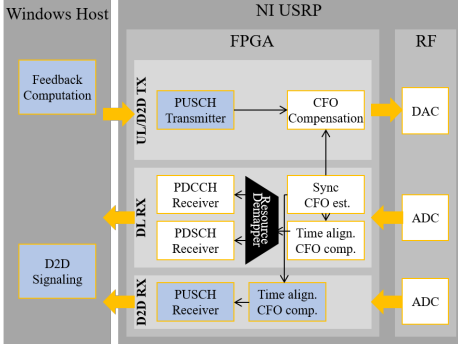 Windows Host
NI USRP
FPGA
RF
Feedback
Computation
UL/D2D TX
PUSCH
Transmitter
CFO
Compensation
DAC
DL RX
PDCCH
Receiver
PDSCH
Receiver
Resource
Demapper
Sync
CFO est.
Time align.
CFO comp.
ADC
D2D
Signaling
D2D RX
PUSCH
Receiver
Time align.
CFO comp.
ADC